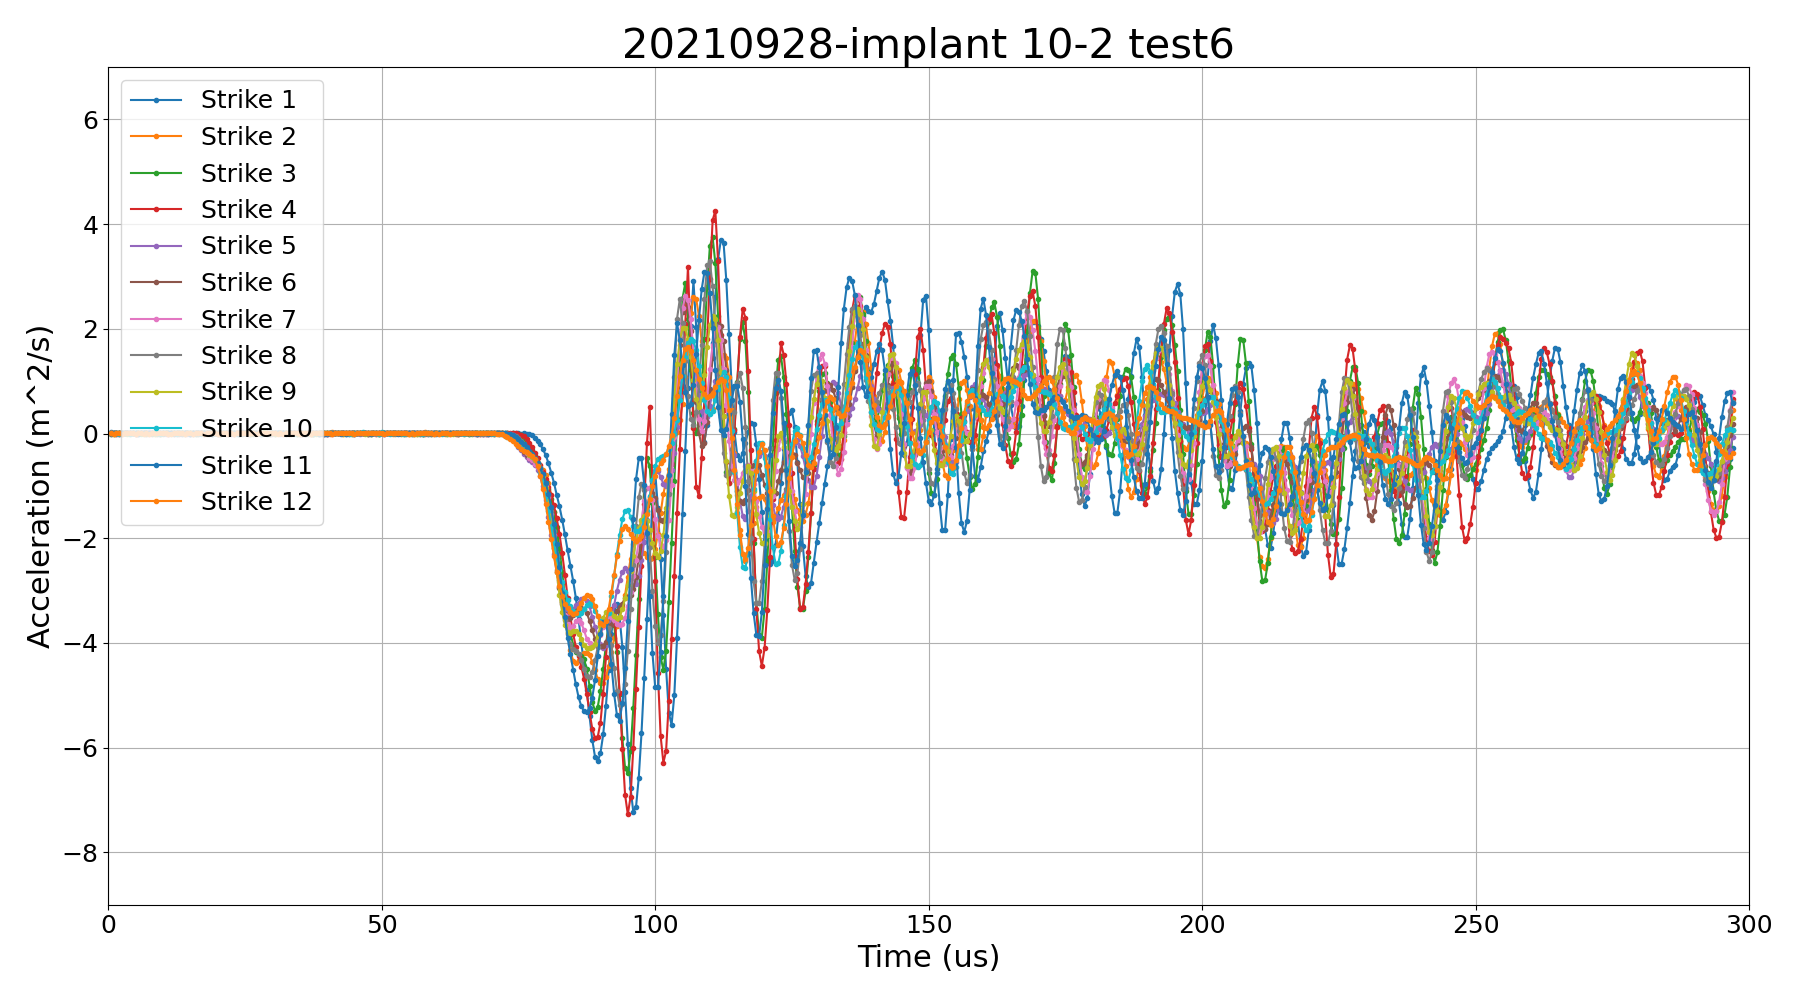 20210928-implant 10-2 test6
Strike 1
Strike 2
Strike 3
Strike 4
Strike 5
Strike 6
Strike 7
Strike 8
Strike 9
Strike 10
Strike 11
Strike 12
Acceleration (m^2/s)
6
4
2
0
−2
−4
−6
−8
0 50 100 150 200 250 300
Time (us)